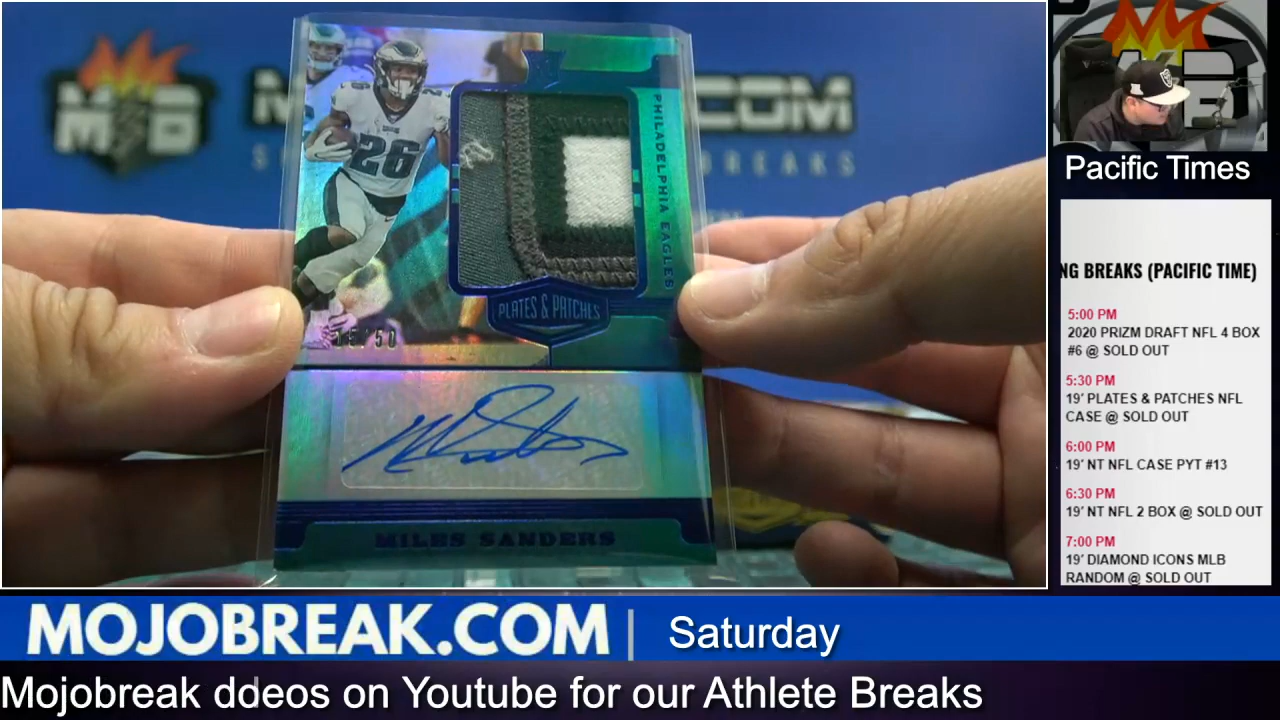 26
PHILADELPHIA EAGLES
PLATES & PATCHES
15/50
MILES SANDERS
COM
REAKS
Pacific Times
NG BREAKS (PACIFIC TIME)
5:00 PM
2020 PRIZM DRAFT NFL 4 BOX
#6 @ SOLD OUT
5:30 PM
19' PLATES & PATCHES NFL
CASE @ SOLD OUT
6:00 PM
19' NT NFL CASE PYT #13
6:30 PM
19' NT NFL 2 BOX @ SOLD OUT
7:00 PM
19' DIAMOND ICONS MLB
RANDOM @ SOLD OUT
MOJOBREAK.COM | Saturday
Mojobreak ddeos on Youtube for our Athlete Breaks